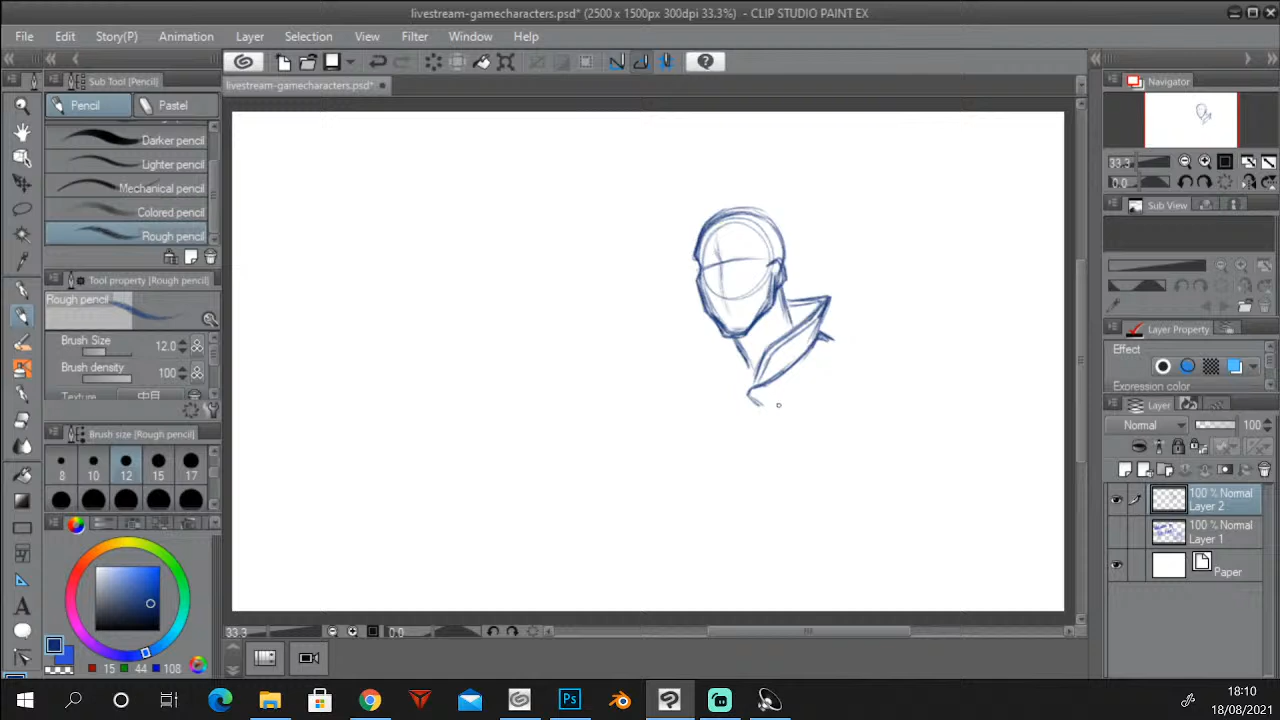 livestream-gamecharacters.psd* (2500 x 1500px 300dpi 33.3%) - CLIP STUDIO PAINT EX
File Edit Story(P) Animation Layer Selection View Filter Window Help
Sub Tool [Pencil]
livestream-gamecharacters.psd*
Navigator
Pencil Pastel
Darker pencil
Lighter pencil
Mechanical pencil
Colored pencil
Rough pencil
33.3
0.0
Sub View
Tool property [Rough pencil]
Rough pencil
Brush Size 12.0
Brush density 100
Texture 中目
Layer Property
Effect
Expression color
Layer
Normal 100
Brush size [Rough pencil]
8 10 12 15 17
100 % Normal
Layer 2
100 % Normal
Layer 1
Paper
33.3 0.0
15 44 108
A
Ps
18:10
18/08/2021